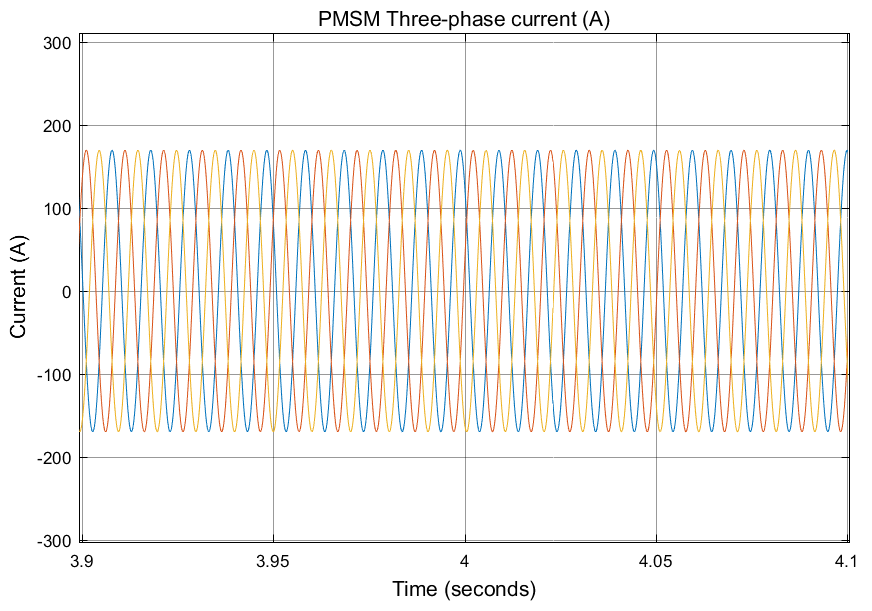 PMSM Three-phase current (A)
300
200
100
0
-100
-200
-300
Current (A)
3.9 3.95 4 4.05 4.1
Time (seconds)